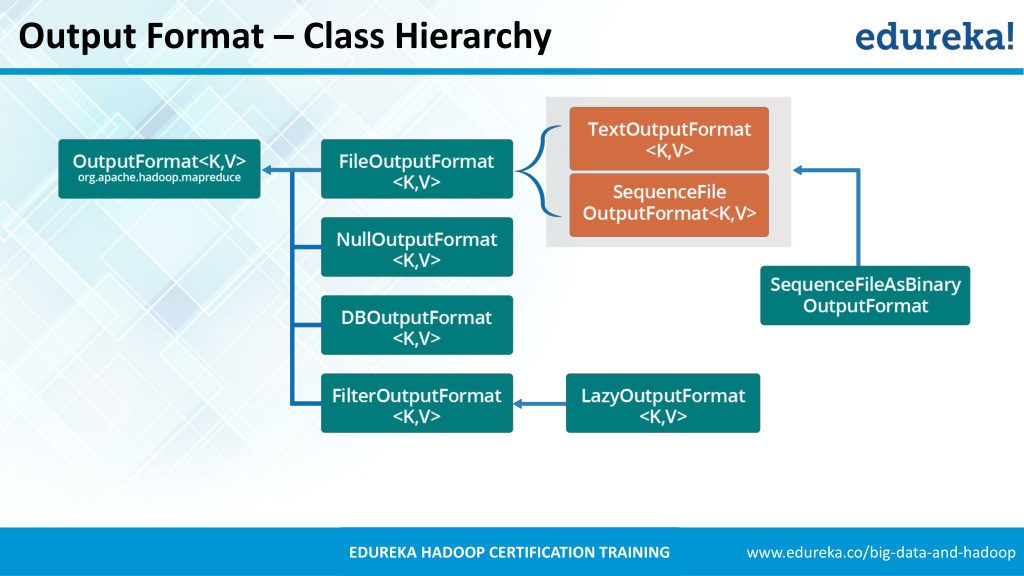 Output Format – Class Hierarchy
edureka!
OutputFormat<K,V>
org.apache.hadoop.mapreduce
FileOutputFormat
<K,V>
TextOutputFormat
<K,V>
SequenceFile
OutputFormat<K,V>
NullOutputFormat
<K,V>
SequenceFileAsBinary
OutputFormat
DBOutputFormat
<K,V>
FilterOutputFormat
<K,V>
LazyOutputFormat
<K,V>
EDUREKA HADOOP CERTIFICATION TRAINING
www.edureka.co/big-data-and-hadoop